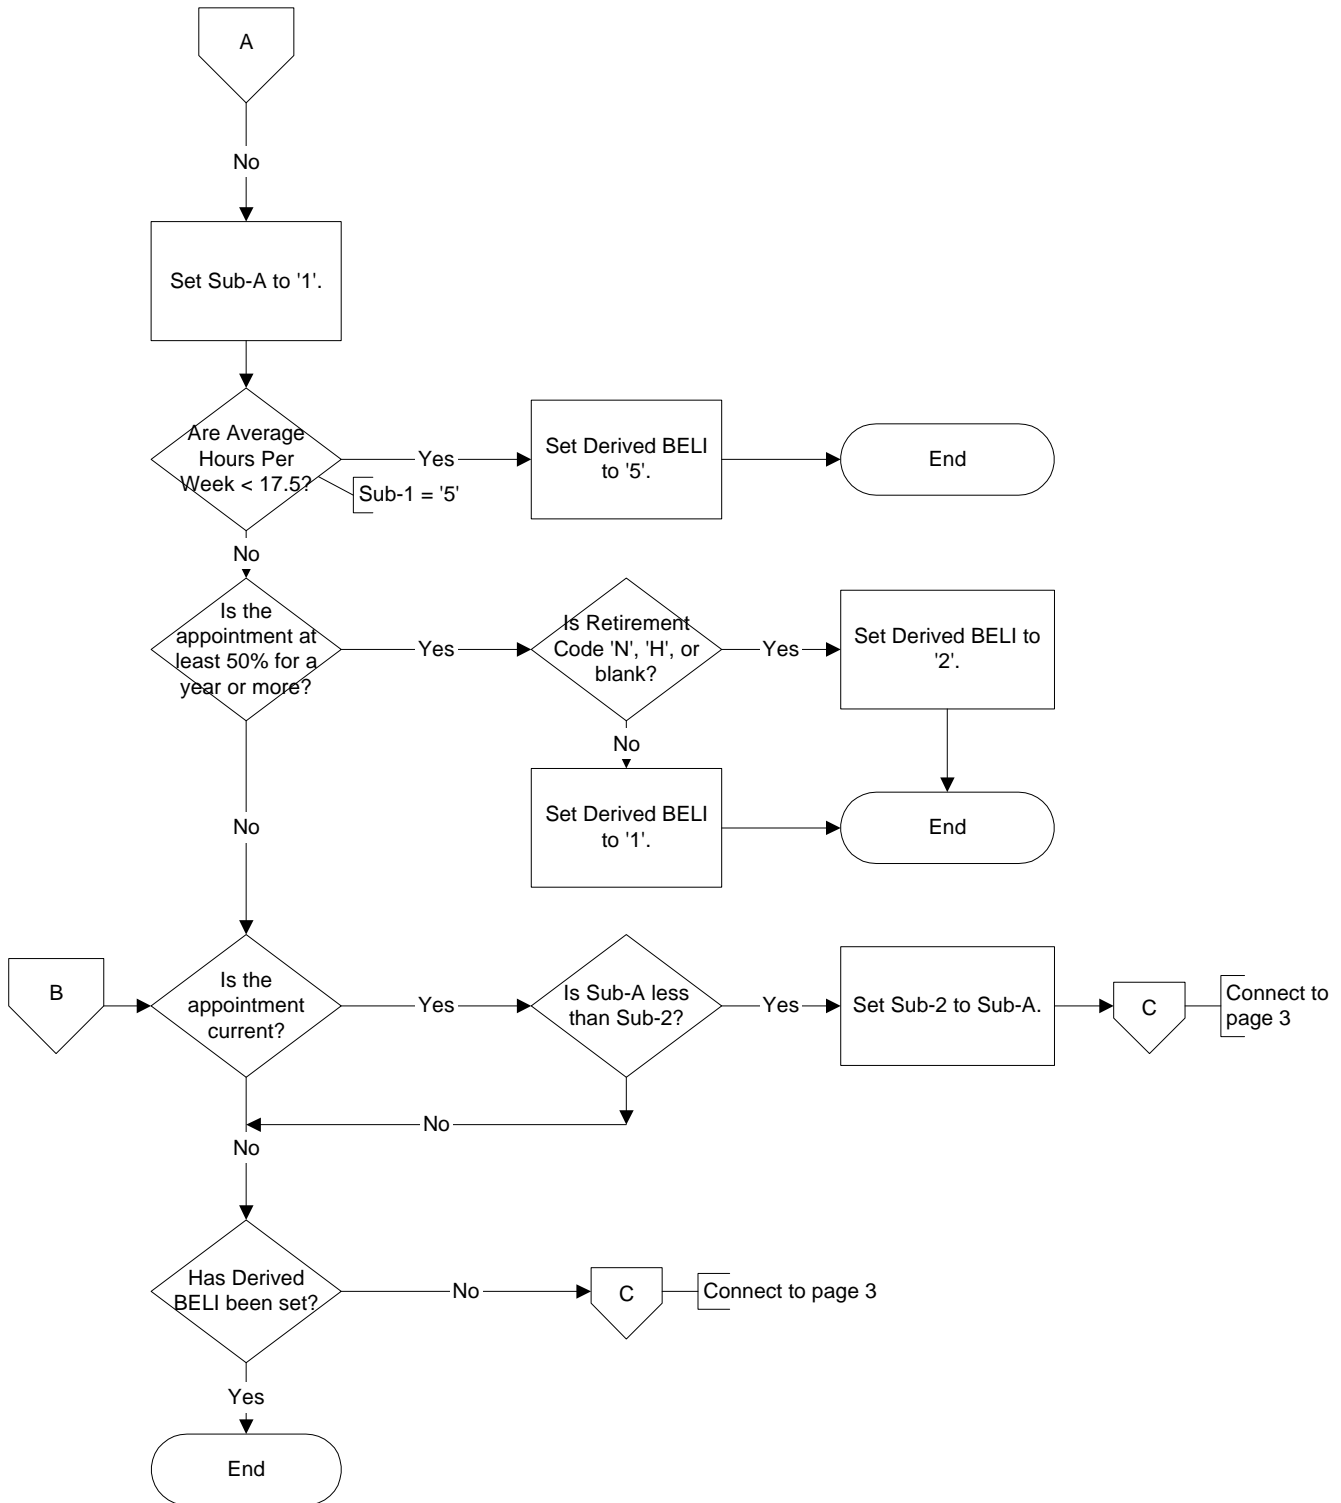 A
No
Set Sub-A to '1'.
Are Average
Hours Per
Week < 17.5?
Yes
Sub-1 = '5'
Set Derived BELI
to '5'.
End
No
Is the
appointment at
least 50% for a
year or more?
Yes
Is Retirement
Code 'N', 'H', or
blank?
Yes
Set Derived BELI to
'2'.
No
Set Derived BELI
to '1'.
End
No
B
Is the
appointment
current?
Yes
Is Sub-A less
than Sub-2?
Yes
Set Sub-2 to Sub-A.
C
Connect to
page 3
No
No
Has Derived
BELI been set?
No
C
Connect to page 3
Yes
End